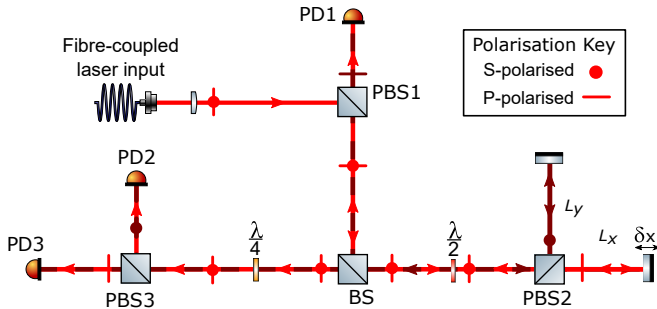 PD1
Fibre-coupled
laser input
PBS1
Polarisation Key
S-polarised
P-polarised
PD2
PD3
λ
4
λ
2
L_y
L_x
δx
PBS3
BS
PBS2